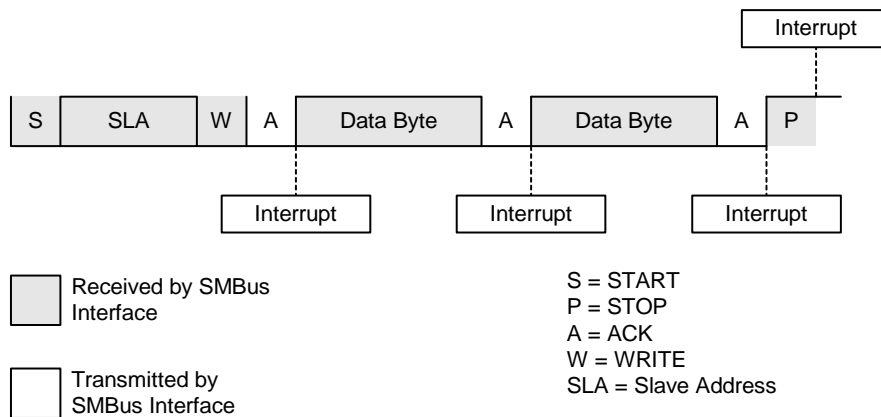 Interrupt
S SLA W A Data Byte A Data Byte A P
Interrupt Interrupt Interrupt
Received by SMBus
Interface
Transmitted by
SMBus Interface
S = START
P = STOP
A = ACK
W = WRITE
SLA = Slave Address